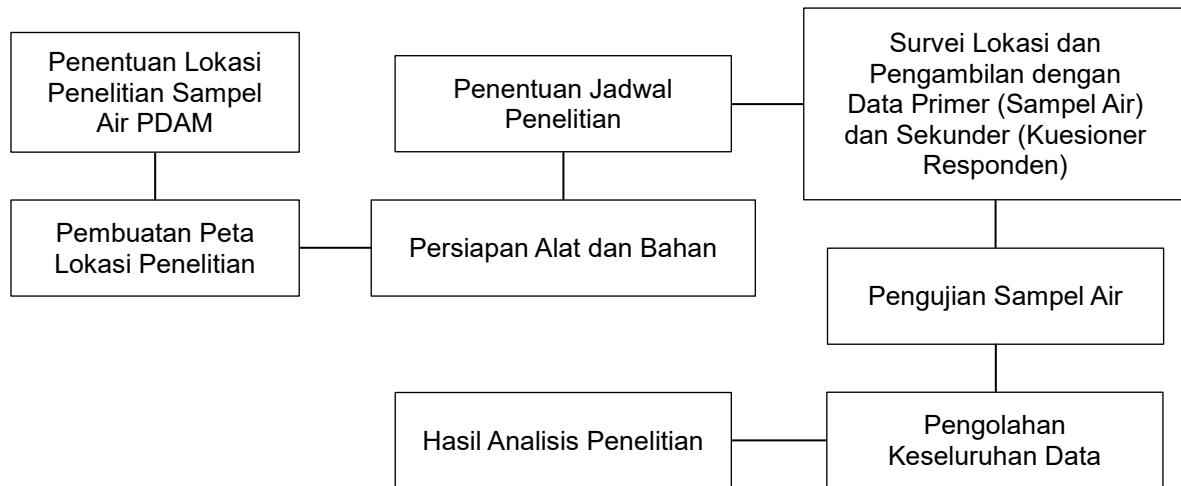 Penentuan Lokasi
Penelitian Sampel
Air PDAM
Pembuatan Peta
Lokasi Penelitian
Persiapan Alat dan Bahan
Penentuan Jadwal
Penelitian
Survei Lokasi dan
Pengambilan dengan
Data Primer (Sampel Air)
dan Sekunder (Kuesioner
Responden)
Pengujian Sampel Air
Pengolahan
Keseluruhan Data
Hasil Analisis Penelitian